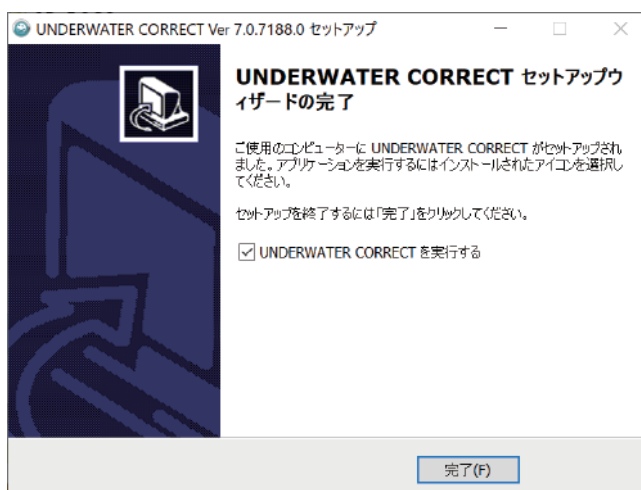 UNDERWATER CORRECT Ver 7.0.7188.0 セットアップ
UNDERWATER CORRECT セットアップウ
ィザードの完了
ご使用のコンピューターに UNDERWATER CORRECT がセットアップされ
ました。アプリケーションを実行するにはインストールされたアイコンを選択し
てください。
セットアップを終了するには「完了」をクリックしてください。
UNDERWATER CORRECT を実行する
完了(F)